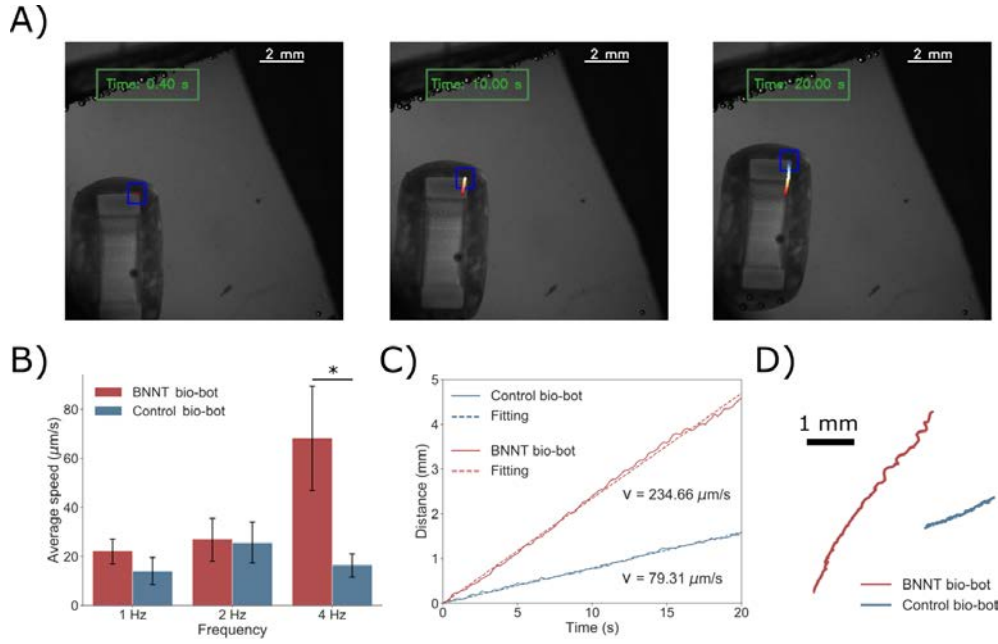 A)
2 mm
Time: 0.40 s
2 mm
Time: 10.00 s
2 mm
Time: 20.00 s
B)
BNNT bio-bot
Control bio-bot
*
Average speed (µm/s)
80
60
40
20
0
1 Hz
2 Hz
4 Hz
Frequency
C)
Control bio-bot
Fitting
BNNT bio-bot
Fitting
v = 234.66 µm/s
v = 79.31 µm/s
Distance (mm)
5
4
3
2
1
0
0
5
10
15
20
Time (s)
D)
1 mm
BNNT bio-bot
Control bio-bot